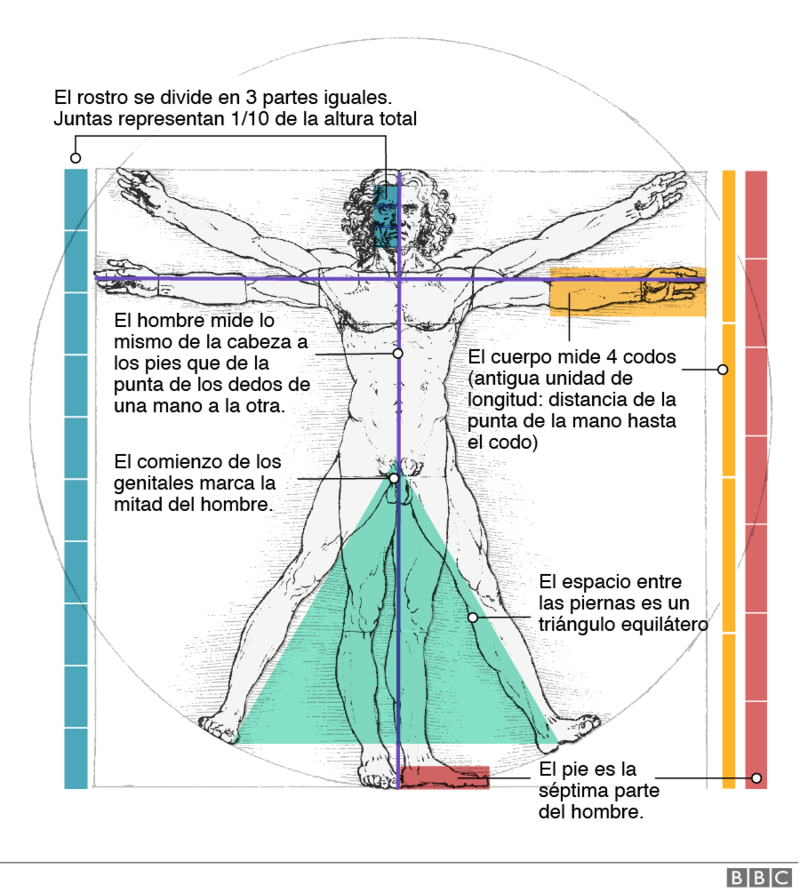 El rostro se divide en 3 partes iguales.
Juntas representan 1/10 de la altura total
El hombre mide lo
mismo de la cabeza a
los pies que de la
punta de los dedos de
una mano a la otra.
El cuerpo mide 4 codos
(antigua unidad de
longitud: distancia de la
punta de la mano hasta
el codo)
El comienzo de los
genitales marca la
mitad del hombre.
El espacio entre
las piernas es un
triángulo equilátero
El pie es la
séptima parte
del hombre.
BBC